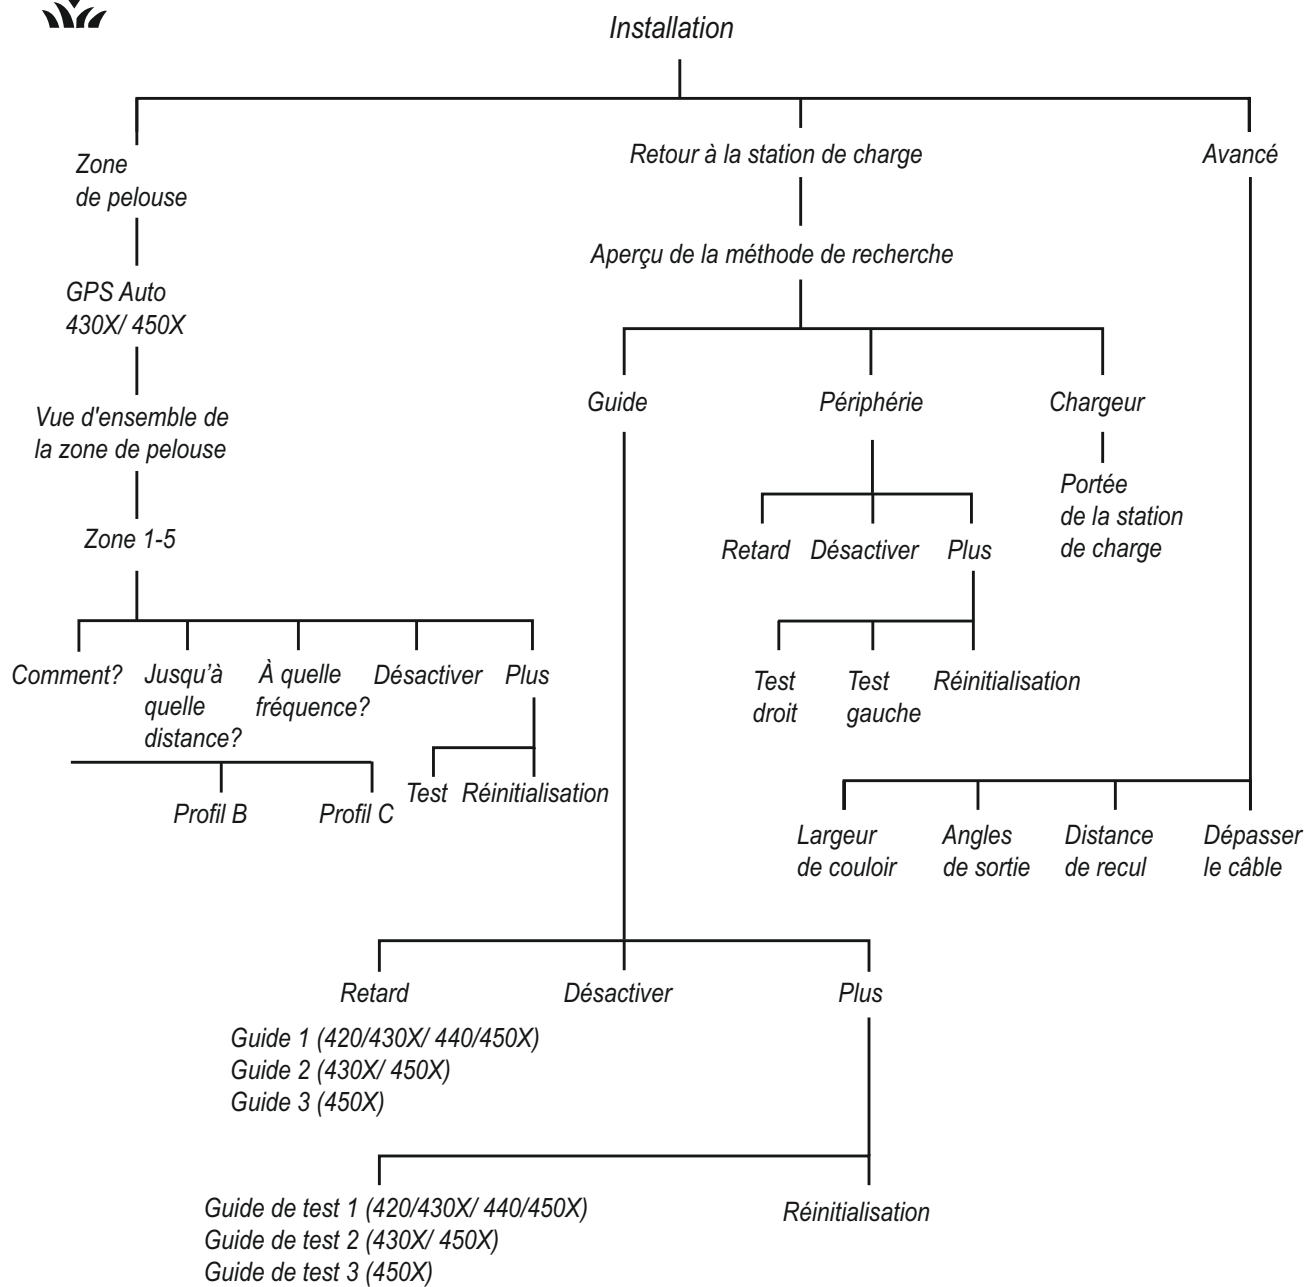 Installation
Zone
de pelouse
Retour à la station de charge
Avancé
Aperçu de la méthode de recherche
GPS Auto
430X/ 450X
Vue d'ensemble de
la zone de pelouse
Guide
Périphérie
Chargeur
Portée
de la station
de charge
Zone 1-5
Retard
Désactiver
Plus
Comment?
Jusqu’à
quelle
distance?
À quelle
fréquence?
Désactiver
Plus
Test
droit
Test
gauche
Réinitialisation
Test
Réinitialisation
Profil B
Profil C
Largeur
de couloir
Angles
de sortie
Distance
de recul
Dépasser
le câble
Retard
Désactiver
Plus
Guide 1 (420/430X/ 440/450X)
Guide 2 (430X/ 450X)
Guide 3 (450X)
Guide de test 1 (420/430X/ 440/450X)
Guide de test 2 (430X/ 450X)
Guide de test 3 (450X)
Réinitialisation